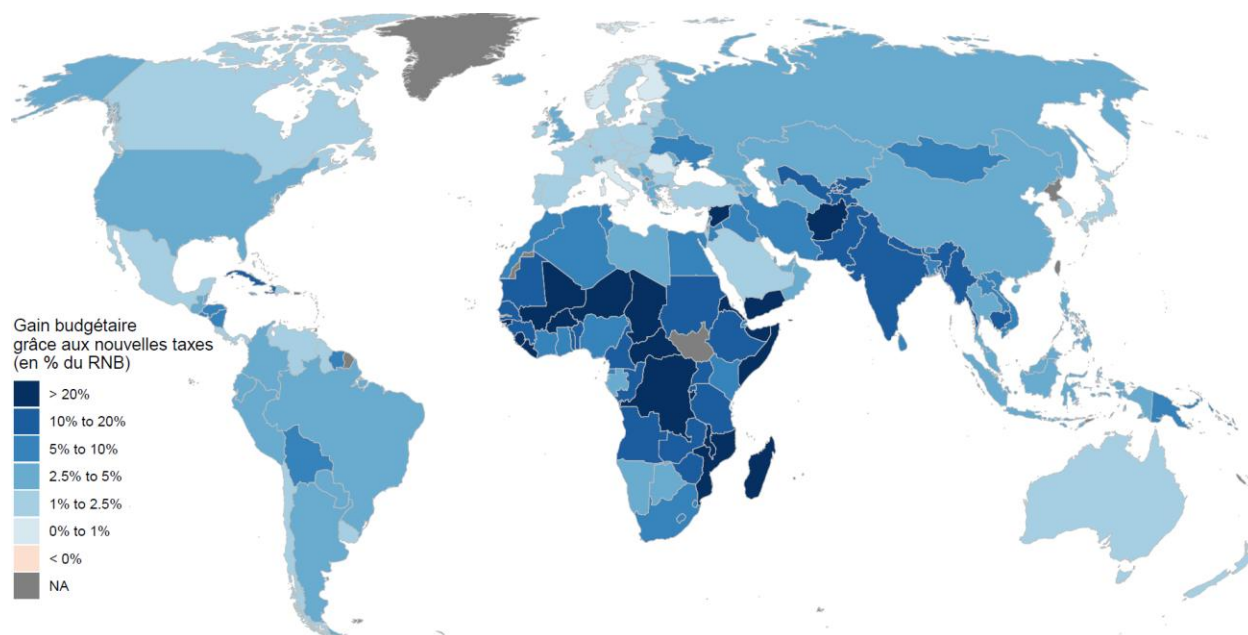 Gain budgétaire
grâce aux nouvelles taxes
(en % du RNB)
> 20%
10% to 20%
5% to 10%
2.5% to 5%
1% to 2.5%
0% to 1%
< 0%
NA